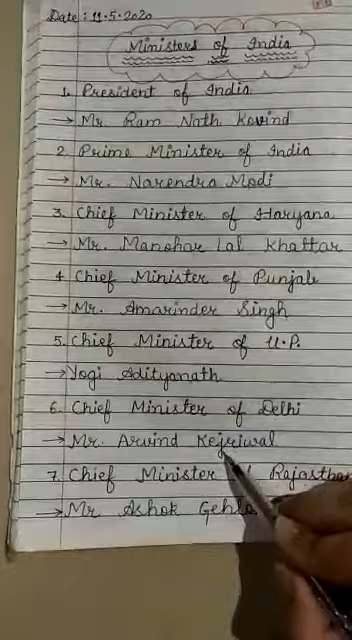 Date: 11.5.2020
Ministers of India
1. President of India
→ Mr. Ram Nath Kovind
2. Prime Minister of India
→ Mr. Narendra Modi
3. Chief Minister of Haryana
→ Mr. Manohar Lal Khattar
4 Chief Minister of Punjab
→ Mr. Amarinder Singh
5. Chief Minister of U.P.
→ Yogi Adityanath
6. Chief Minister of Delhi
→ Mr. Arvind Kejriwal
7. Chief Minister Rajasthan
→ Mr Ashok